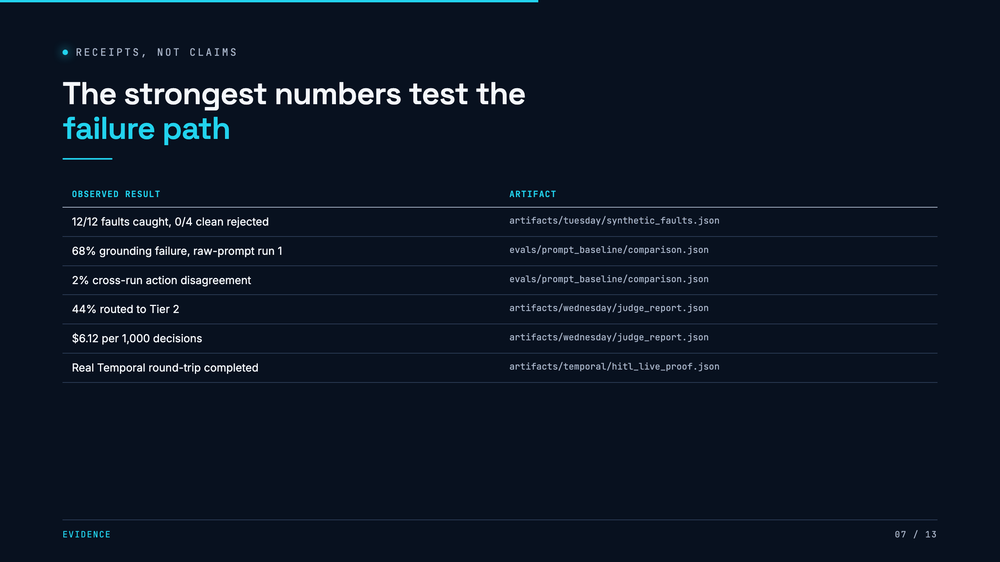 RECEIPTS, NOT CLAIMS
The strongest numbers test the
failure path
OBSERVED RESULT ARTIFACT
12/12 faults caught, 0/4 clean rejected artifacts/tuesday/synthetic_faults.json
68% grounding failure, raw-prompt run 1 evals/prompt_baseline/comparison.json
2% cross-run action disagreement evals/prompt_baseline/comparison.json
44% routed to Tier 2 artifacts/wednesday/judge_report.json
$6.12 per 1,000 decisions artifacts/wednesday/judge_report.json
Real Temporal round-trip completed artifacts/temporal/hitl_live_proof.json
EVIDENCE 07 / 13